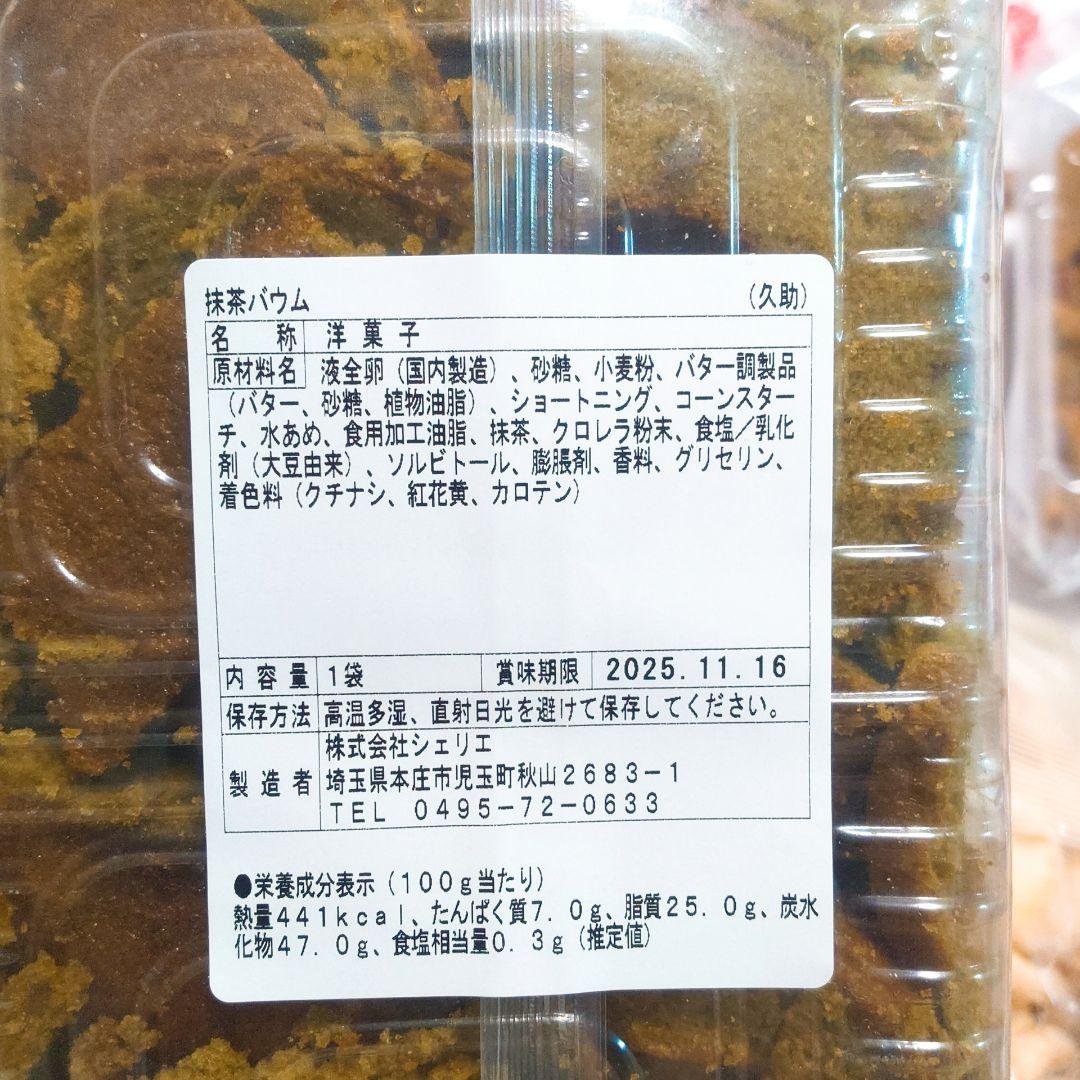 抹茶バウム （久助）
名称 洋菓子
原材料名 液全卵（国内製造）、砂糖、小麦粉、バター調製品
（バター、砂糖、植物油脂）、ショートニング、コーンスター
チ、水あめ、食用加工油脂、抹茶、クロレラ粉末、食塩／乳化
剤（大豆由来）、ソルビトール、膨脹剤、香料、グリセリン、
着色料（クチナシ、紅花黄、カロテン）
内容量 1袋 賞味期限 2025.11.16
保存方法 高温多湿、直射日光を避けて保存してください。
株式会社シェリエ
製造者 埼玉県本庄市児玉町秋山２６８３－１
ＴＥＬ ０４９５－７２－０６３３
●栄養成分表示（１００ｇ当たり）
熱量４４１ｋｃａｌ、たんぱく質７．０ｇ、脂質２５．０ｇ、炭水
化物４７．０ｇ、食塩相当量０．３ｇ（推定値）